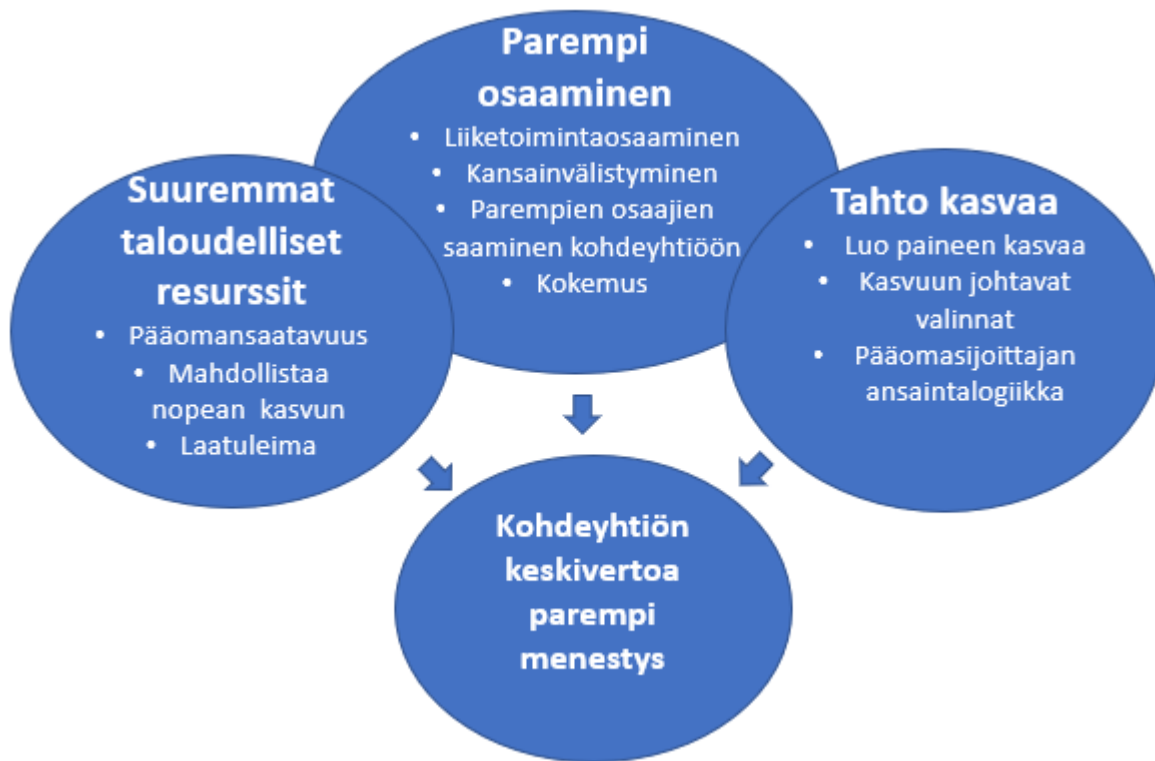 Parempi
osaaminen
• Liiketoimintaosaaminen
• Kansainvälistyminen
• Parempien osaajien
saaminen kohdeyhtiöön
• Kokemus
Suuremmat
taloudelliset
resurssit
• Pääomansaatavuus
• Mahdollistaa
nopean kasvun
• Laatuleima
Tahto kasvaa
• Luo paineen kasvaa
• Kasvuun johtavat
valinnat
• Pääomasijoittajan
ansaintalogiikka
Kohdeyhtiön
keskivertoa
parempi
menestys